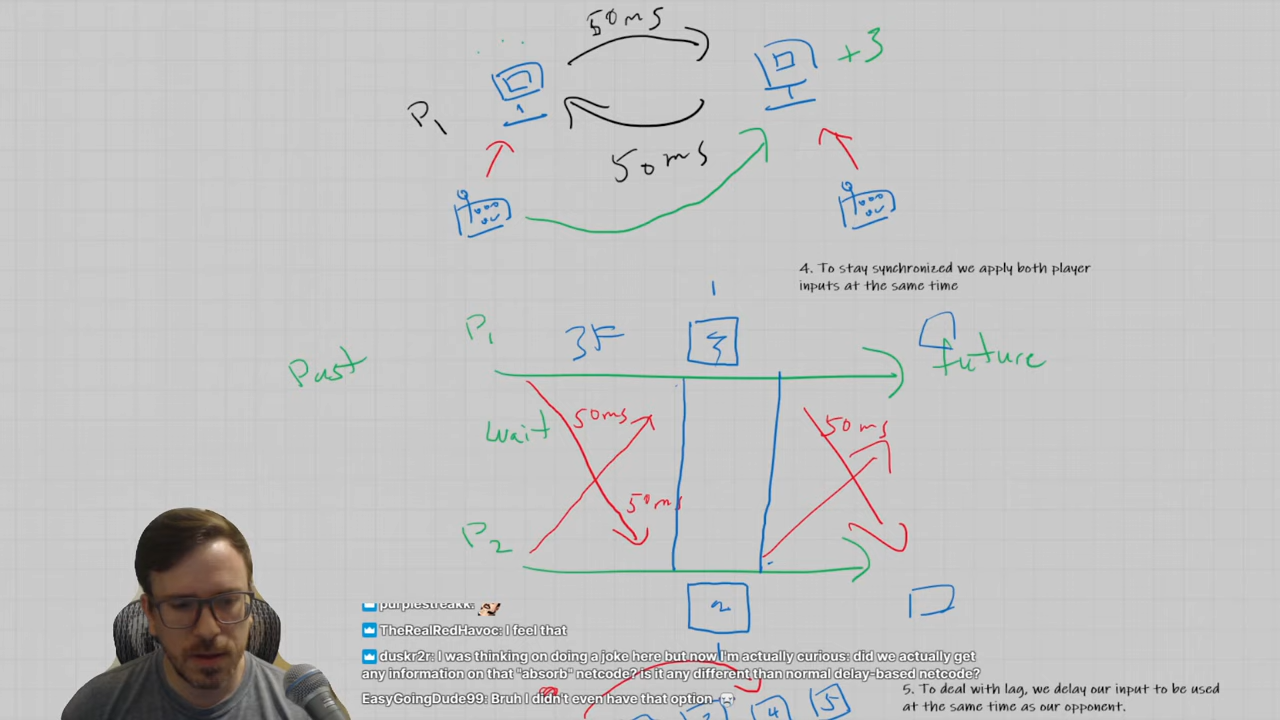 50ms
+3
P1
50ms
4. To stay synchronized we apply both player
inputs at the same time
1
P1
3F
Past
future
50ms
50ms
wait
50ms
P2
2
purplestreakk:
TheRealRedHavoc: I feel that
duskr2r: I was thinking on doing a joke here but now I'm actually curious: did we actually get
any information on that "absorb" netcode? is it any different than normal delay-based netcode?
EasyGoingDude99: Bruh I didn't even have that option
4
5
5. To deal with lag, we delay our input to be used
at the same time as our opponent.